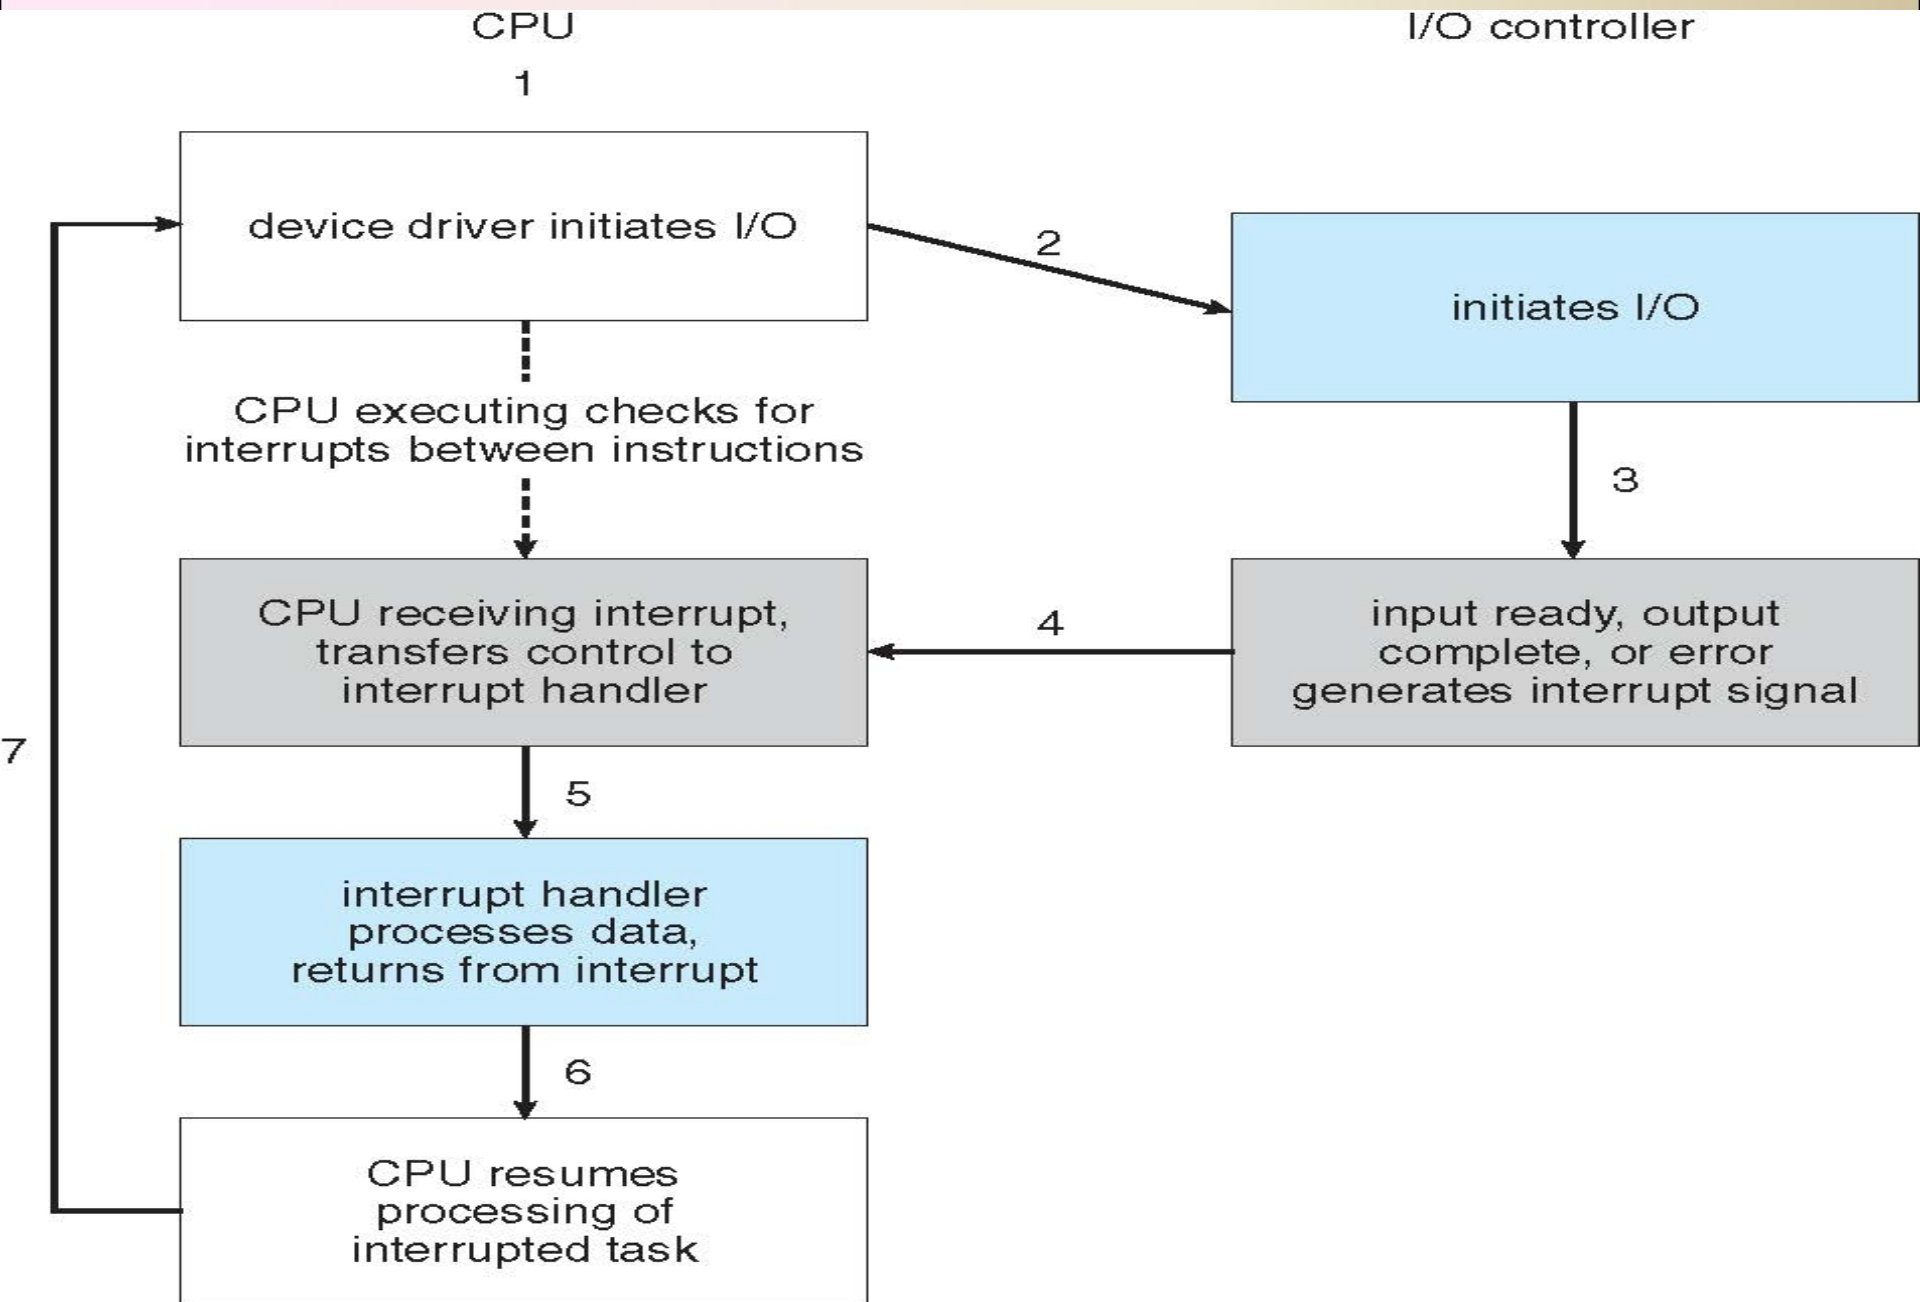 CPU
I/O controller
1
device driver initiates I/O
2
initiates I/O
CPU executing checks for
interrupts between instructions
3
CPU receiving interrupt,
transfers control to
interrupt handler
4
input ready, output
complete, or error
generates interrupt signal
7
5
interrupt handler
processes data,
returns from interrupt
6
CPU resumes
processing of
interrupted task